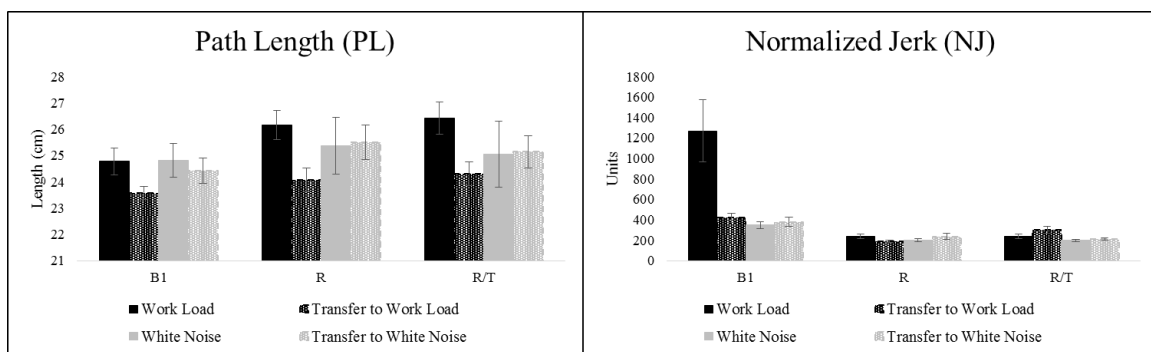 Path Length (PL)
Length (cm)
28
27
26
25
24
23
22
21
B1
R
R/T
Work Load
Transfer to Work Load
White Noise
Transfer to White Noise
Normalized Jerk (NJ)
Units
1800
1600
1400
1200
1000
800
600
400
200
0
B1
R
R/T
Work Load
Transfer to Work Load
White Noise
Transfer to White Noise